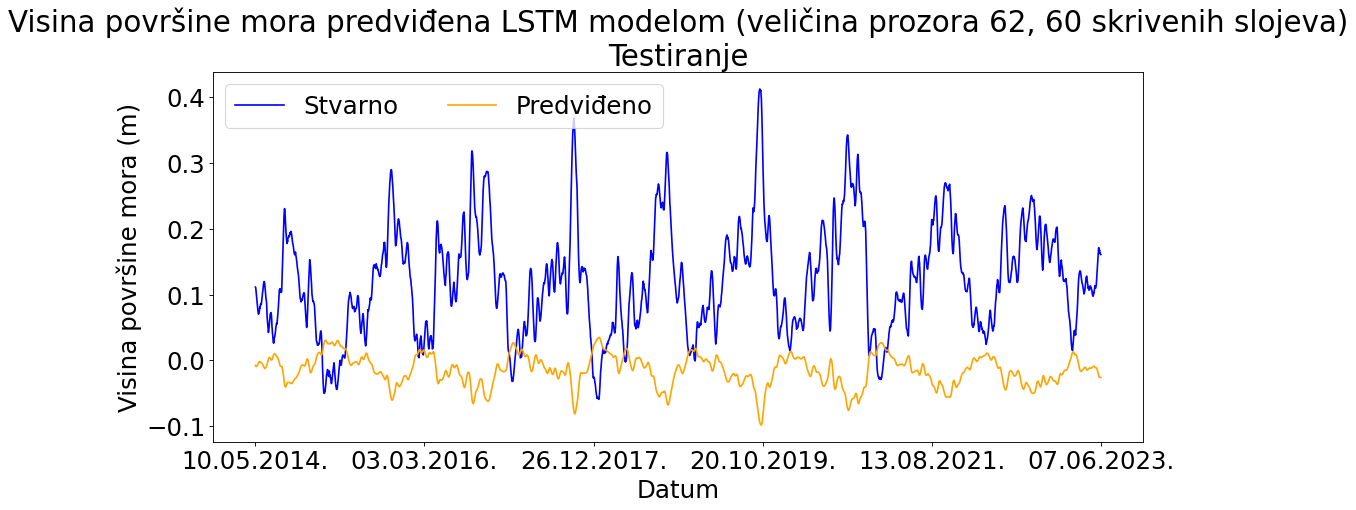 Visina površine mora predviđena LSTM modelom (veličina prozora 62, 60 skrivenih slojeva)
Testiranje
Stvarno Predviđeno
Visina površine mora (m)
0.4
0.3
0.2
0.1
0.0
−0.1
10.05.2014. 03.03.2016. 26.12.2017. 20.10.2019. 13.08.2021. 07.06.2023.
Datum